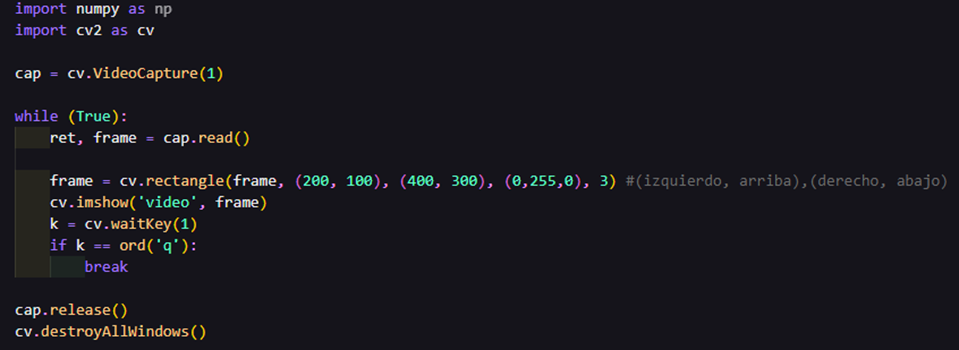 import numpy as np
import cv2 as cv
cap = cv.VideoCapture(1)
while (True):
ret, frame = cap.read()
frame = cv.rectangle(frame, (200, 100), (400, 300), (0,255,0), 3) #(izquierdo, arriba),(derecho, abajo)
cv.imshow('video', frame)
k = cv.waitKey(1)
if k == ord('q'):
break
cap.release()
cv.destroyAllWindows()